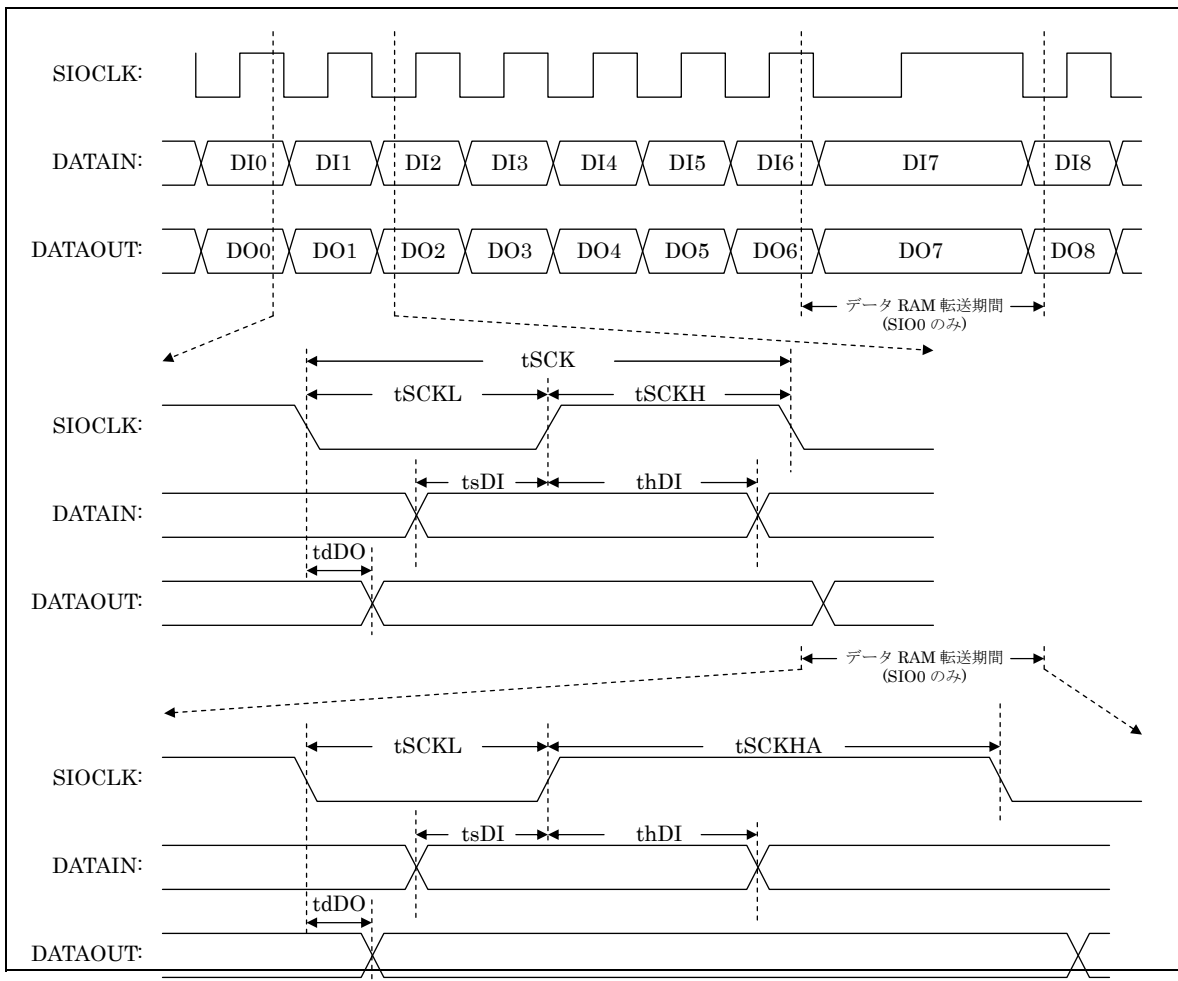 SIOCLK:
DATAIN: DI0 DI1 DI2 DI3 DI4 DI5 DI6 DI7 DI8
DATAOUT: DO0 DO1 DO2 DO3 DO4 DO5 DO6 DO7 DO8
データ RAM 転送期間
(SIO0 のみ)
tSCK
tSCKL tSCKH
SIOCLK:
tsDI thDI
DATAIN:
tdDO
DATAOUT:
データ RAM 転送期間
(SIO0 のみ)
tSCKL tSCKHA
SIOCLK:
tsDI thDI
DATAIN:
tdDO
DATAOUT: